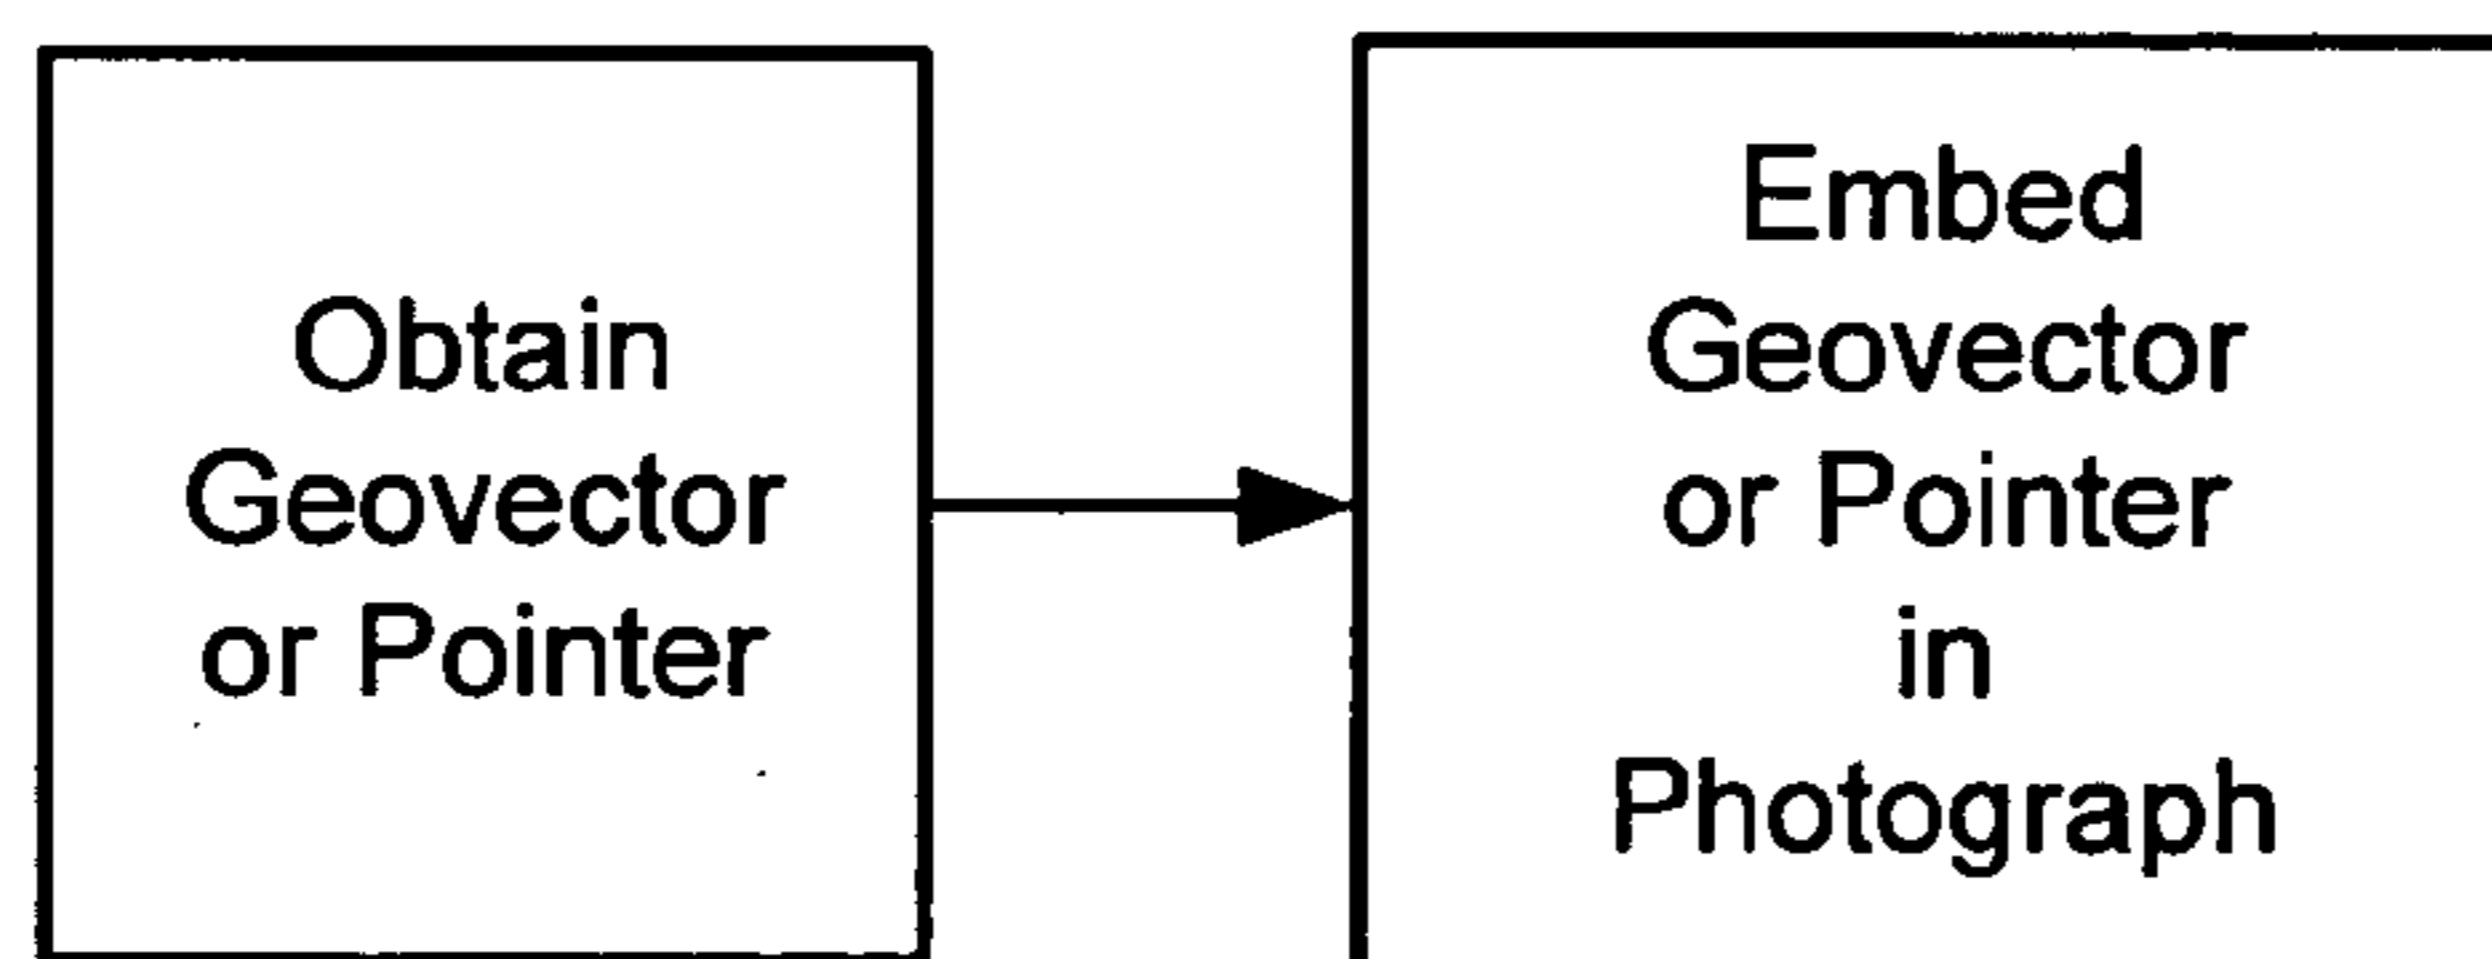 Obtain
Geovector
or Pointer
Embed
Geovector
or Pointer
in
Photograph